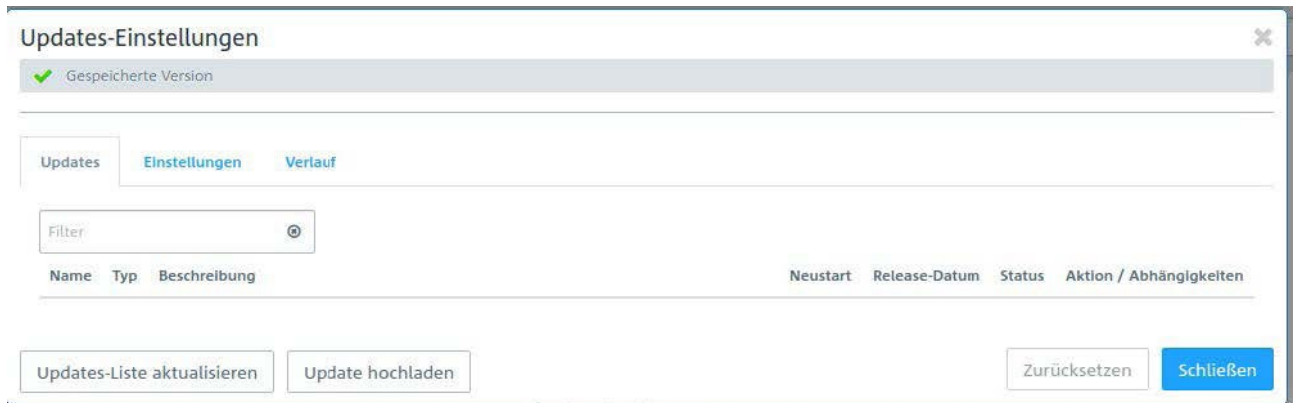 Updates-Einstellungen
Gespeicherte Version
Updates Einstellungen Verlauf
Filter
Name Typ Beschreibung Neustart Release-Datum Status Aktion / Abhängigkeiten
Updates-Liste aktualisieren Update hochladen Zurücksetzen Schließen